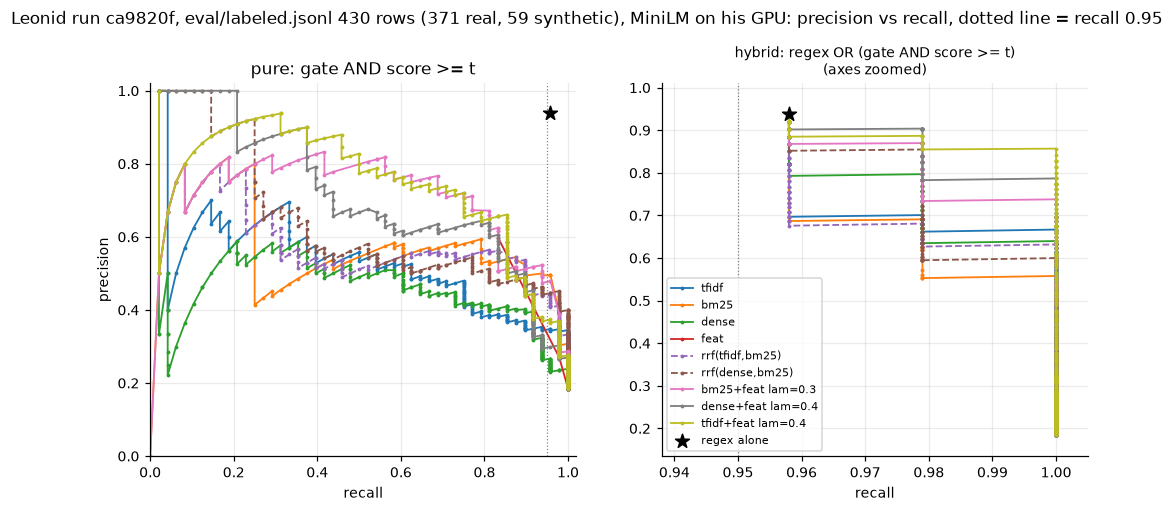 Leonid run ca9820f, eval/labeled.jsonl 430 rows (371 real, 59 synthetic), MiniLM on his GPU: precision vs recall, dotted line = recall 0.95
pure: gate AND score >= t
precision
1.0
0.8
0.6
0.4
0.2
0.0
0.0
0.2
0.4
0.6
0.8
1.0
recall
hybrid: regex OR (gate AND score >= t)
(axes zoomed)
1.0
0.9
0.8
0.7
0.6
0.5
0.4
0.3
0.2
tfidf
bm25
dense
feat
rrf(tfidf,bm25)
rrf(dense,bm25)
bm25+feat lam=0.3
dense+feat lam=0.4
tfidf+feat lam=0.4
regex alone
0.94
0.95
0.96
0.97
0.98
0.99
1.00
recall